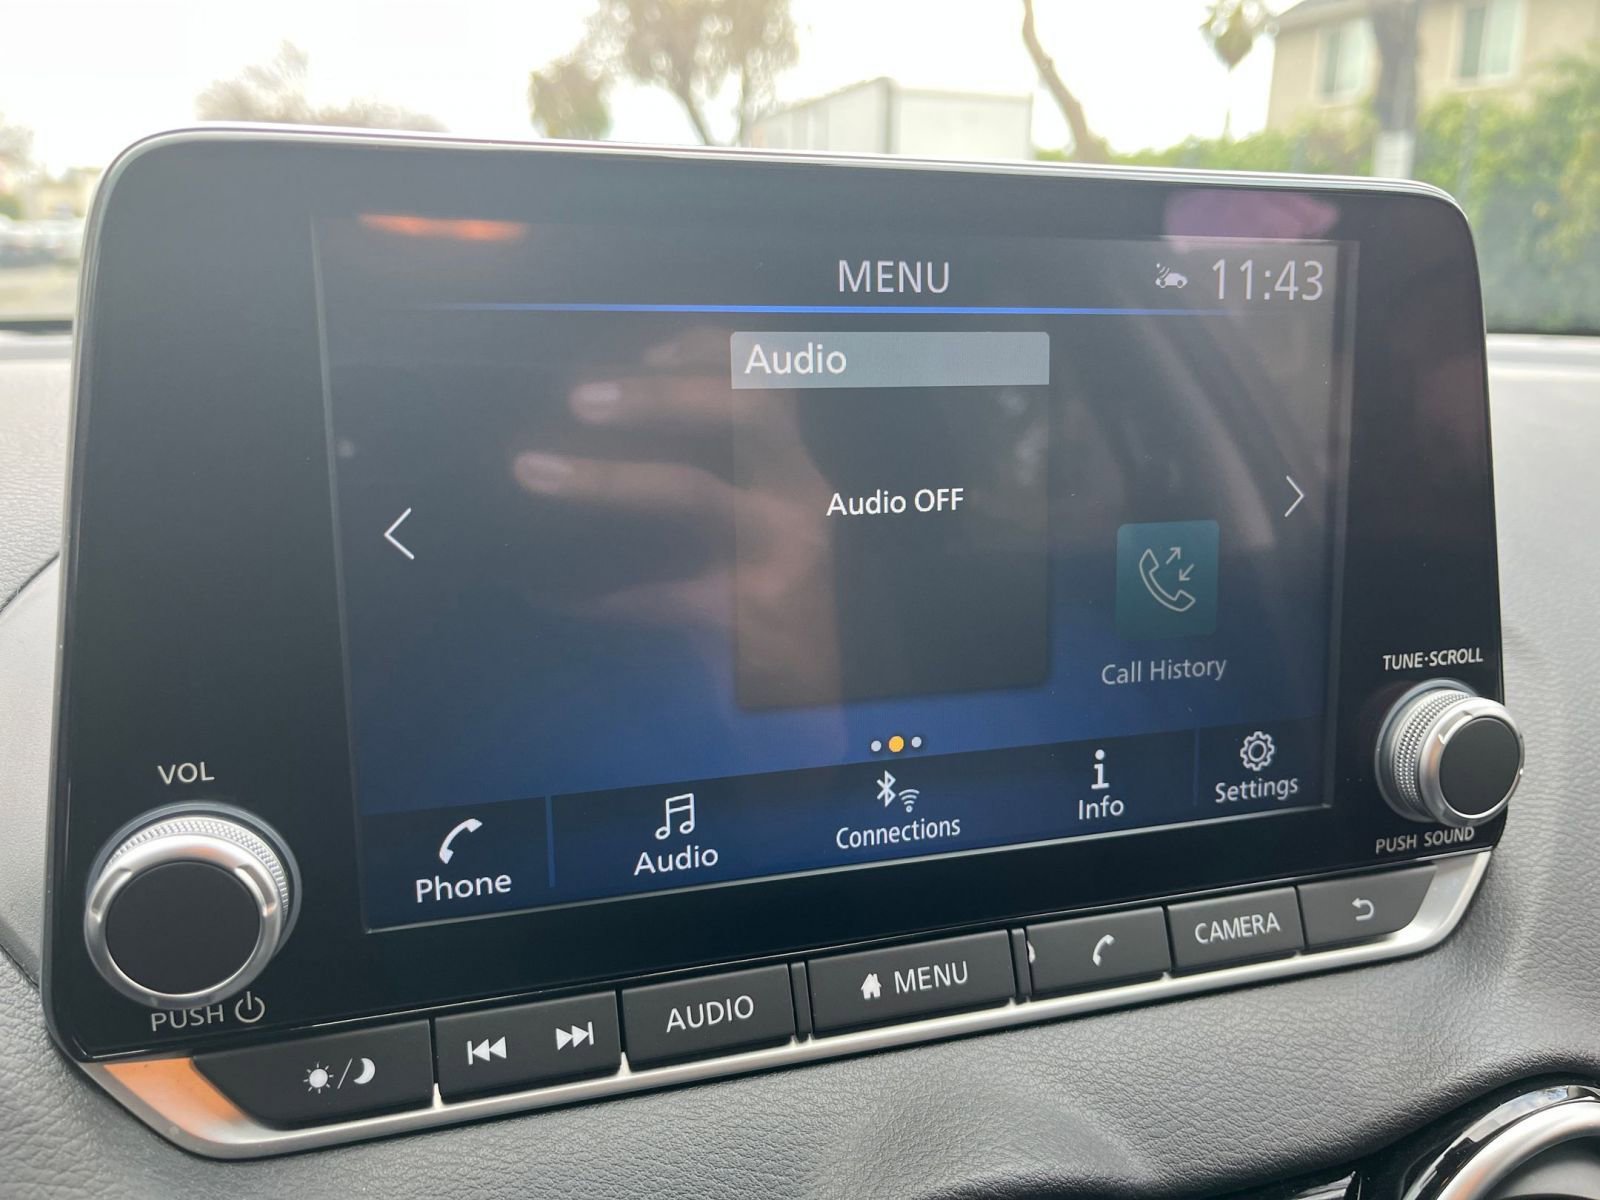 MENU
11:43
Audio
Audio OFF
Call History
Phone
Audio
Connections
Info
Settings
VOL
PUSH
TUNE·SCROLL
PUSH SOUND
AUDIO
MENU
CAMERA